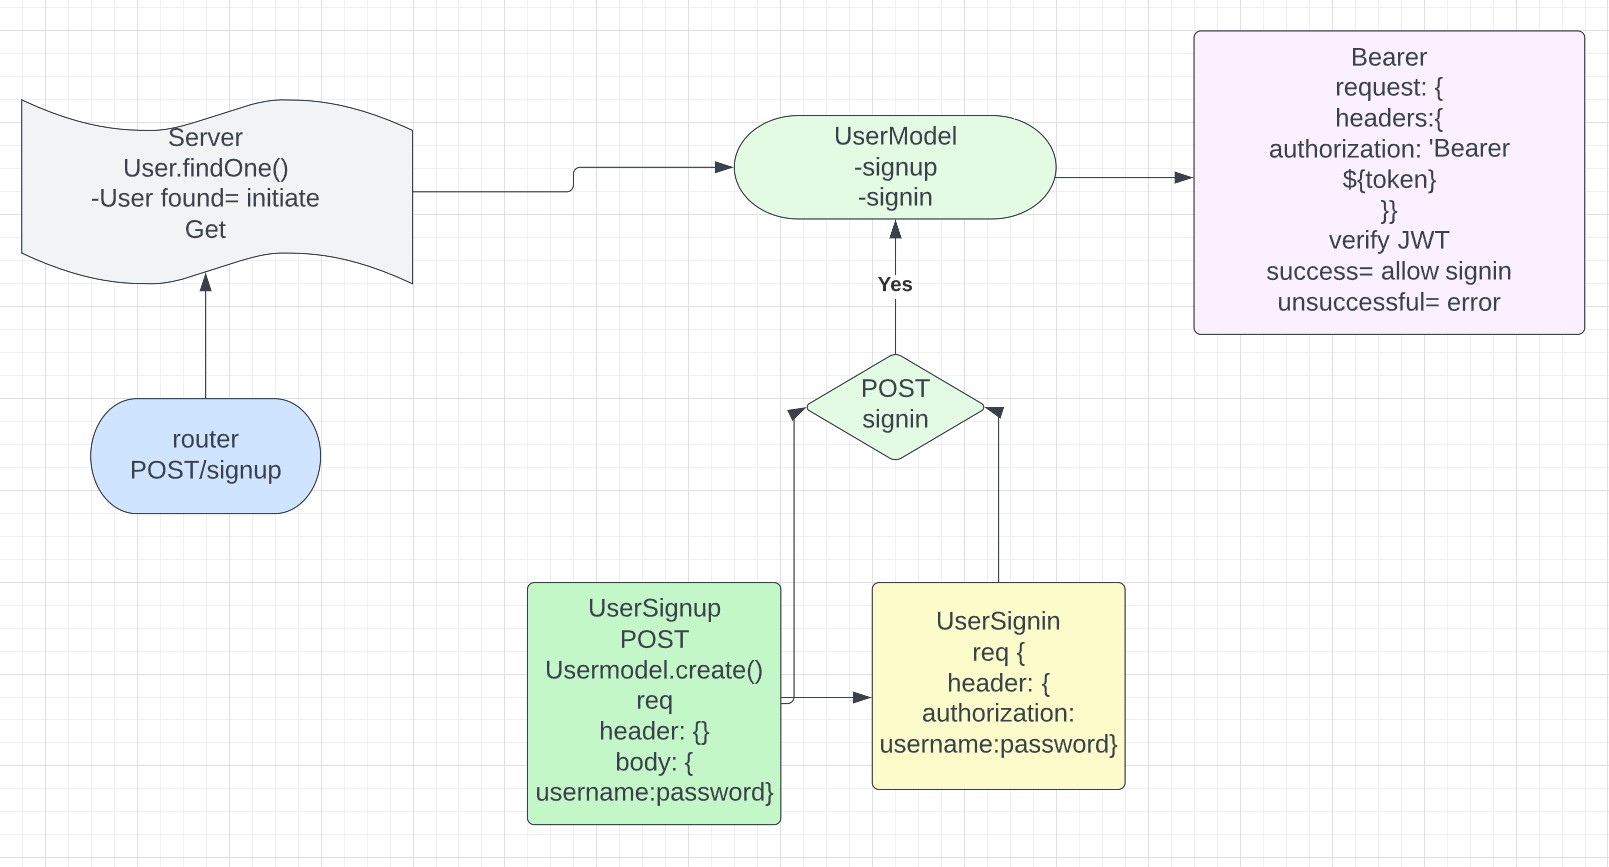 Server
User.findOne()
-User found= initiate
Get
router
POST/signup
UserModel
-signup
-signin
Yes
POST
signin
UserSignup
POST
Usermodel.create()
req
header: {}
body: {
username:password}
UserSignin
req {
header: {
authorization:
username:password}
Bearer
request: {
headers:{
authorization: 'Bearer
${token}
}}
verify JWT
success= allow signin
unsuccessful= error